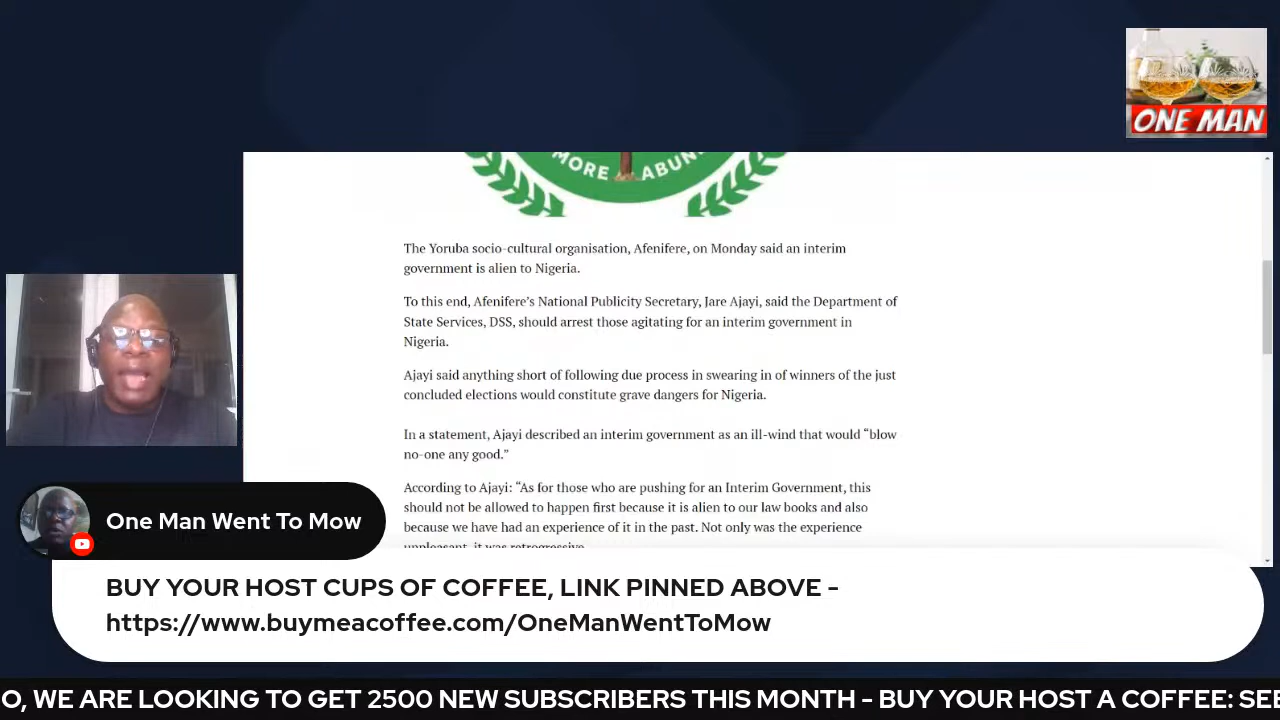 ONE MAN
MORE ABUN
The Yoruba socio-cultural organisation, Afenifere, on Monday said an interim
government is alien to Nigeria.
To this end, Afenifere’s National Publicity Secretary, Jare Ajayi, said the Department of
State Services, DSS, should arrest those agitating for an interim government in
Nigeria.
Ajayi said anything short of following due process in swearing in of winners of the just
concluded elections would constitute grave dangers for Nigeria.
In a statement, Ajayi described an interim government as an ill-wind that would “blow
no-one any good.”
According to Ajayi: “As for those who are pushing for an Interim Government, this
should not be allowed to happen first because it is alien to our law books and also
because we have had an experience of it in the past. Not only was the experience
unpleasant, it was retrogressive
One Man Went To Mow
BUY YOUR HOST CUPS OF COFFEE, LINK PINNED ABOVE -
https://www.buymeacoffee.com/OneManWentToMow
O, WE ARE LOOKING TO GET 2500 NEW SUBSCRIBERS THIS MONTH - BUY YOUR HOST A COFFEE: SEE